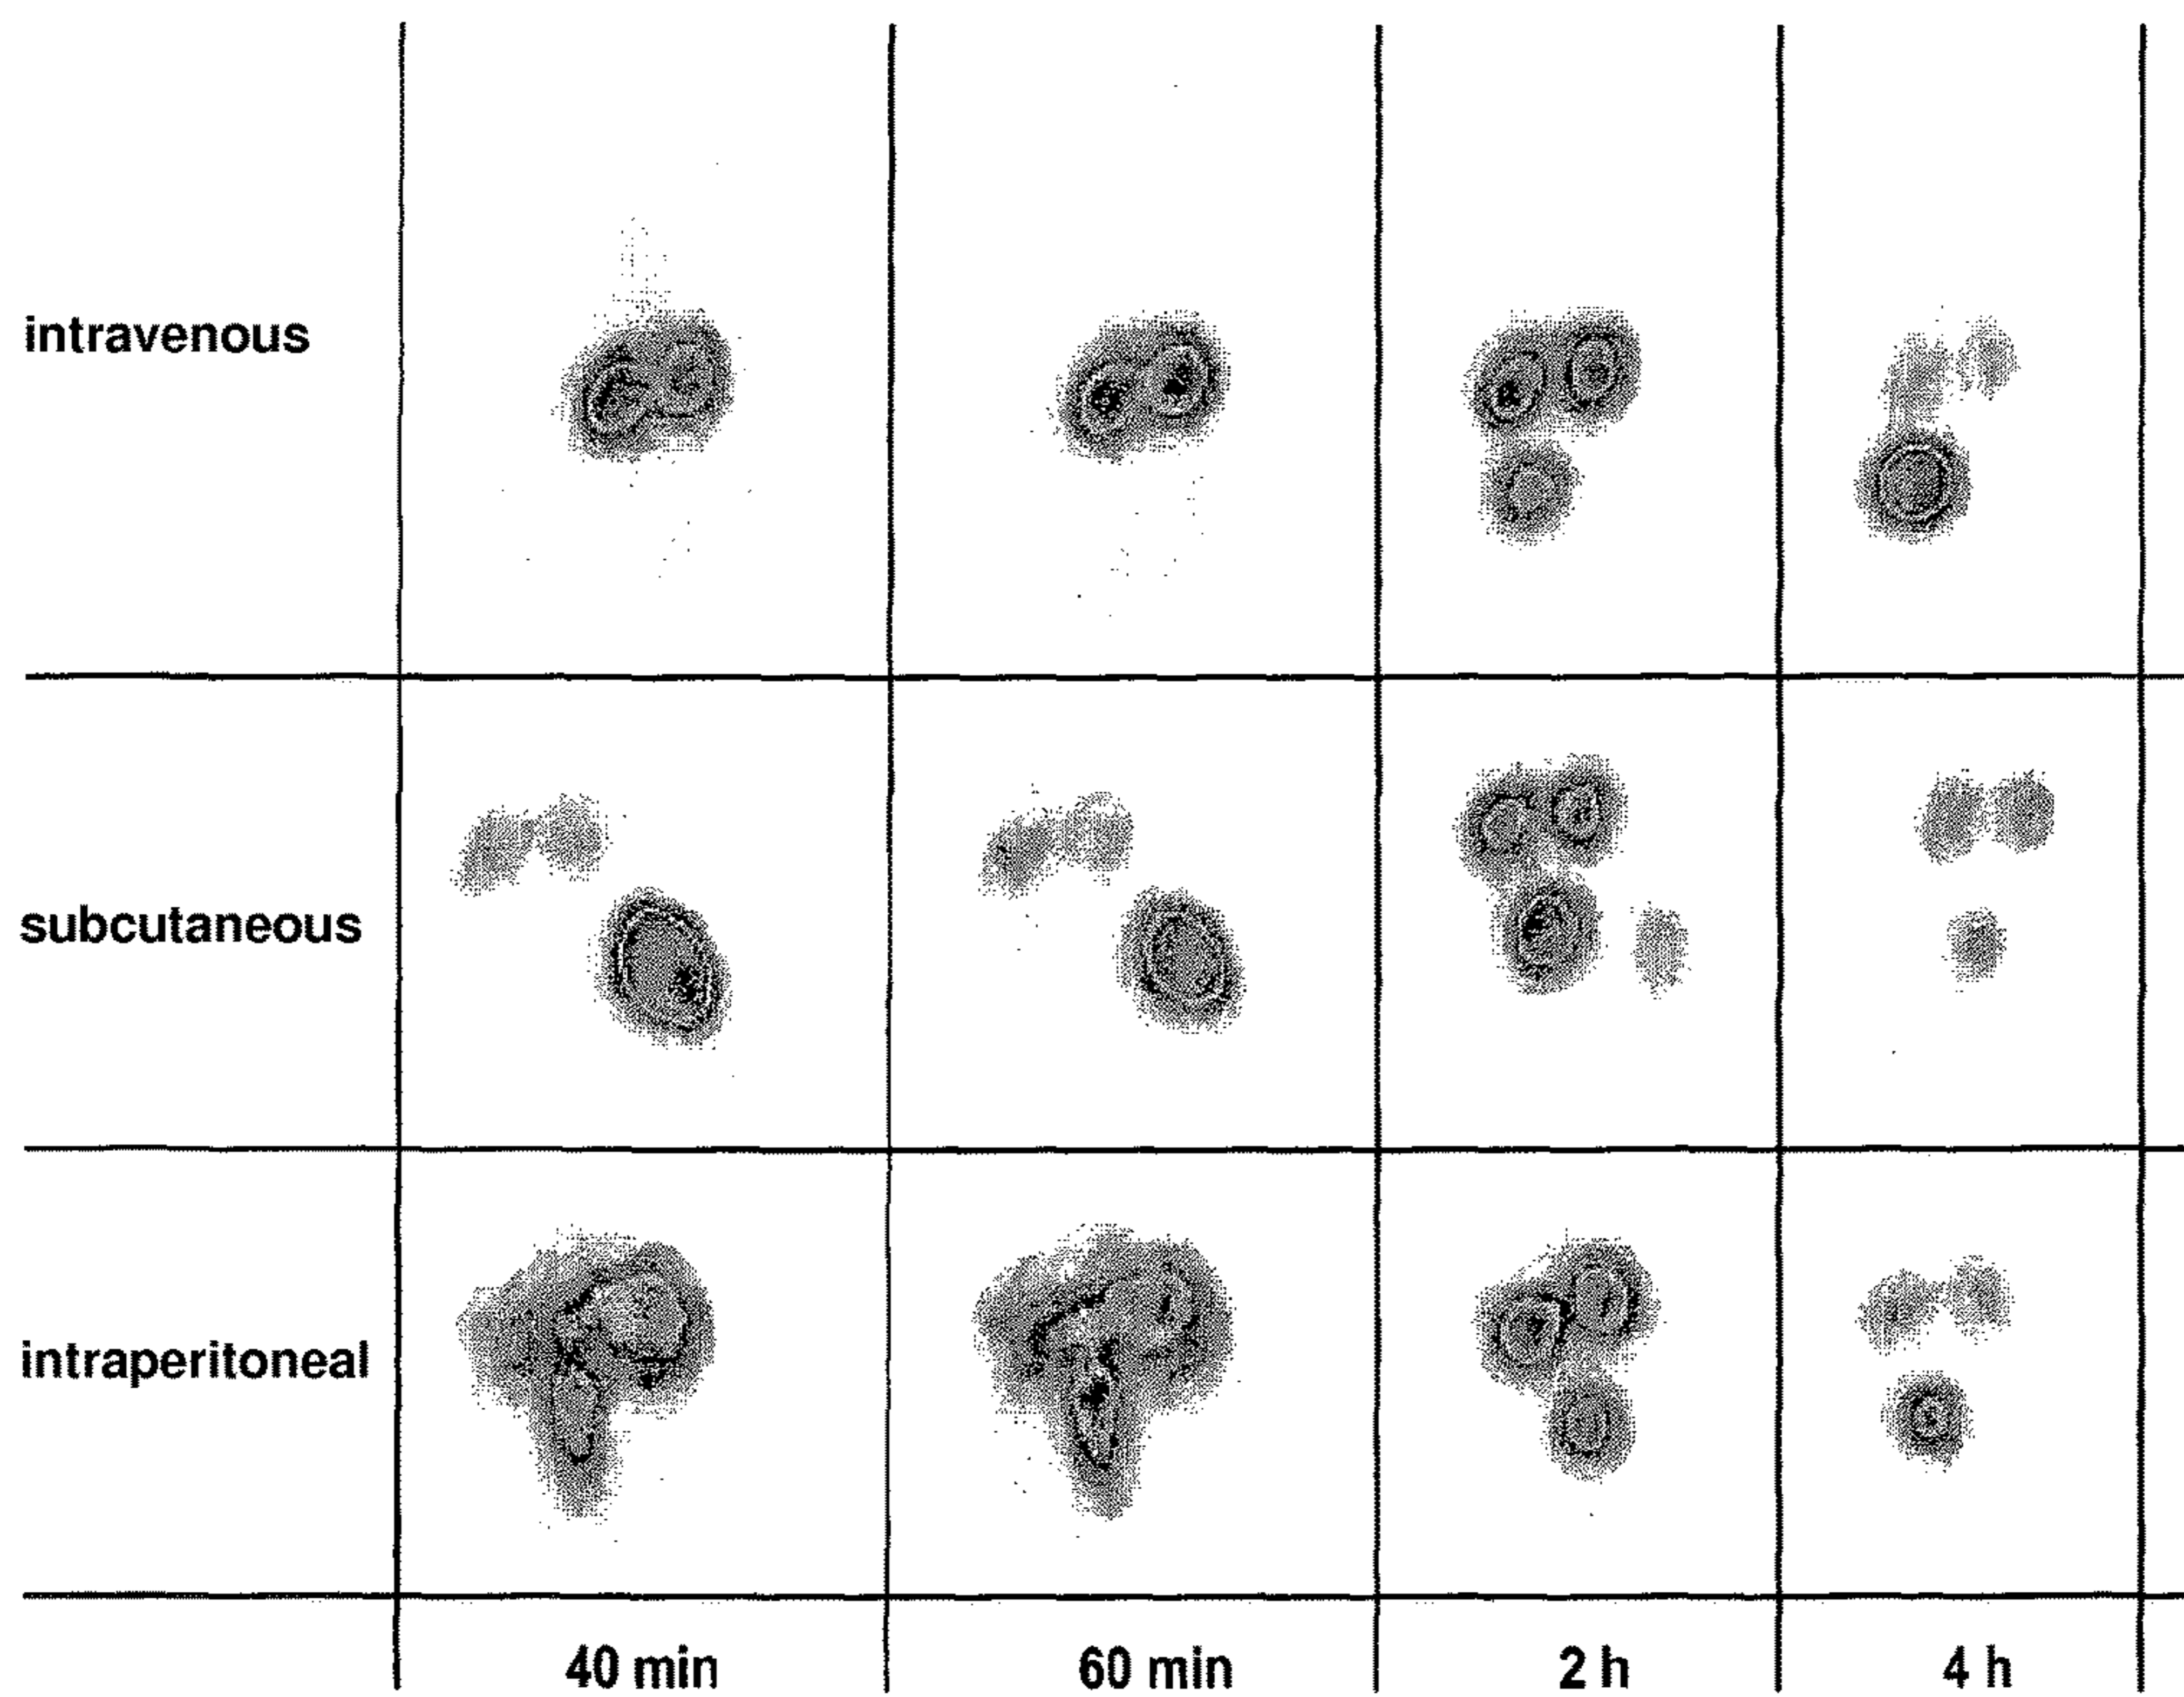 intravenous
subcutaneous
intraperitoneal
40 min 60 min 2 h 4 h